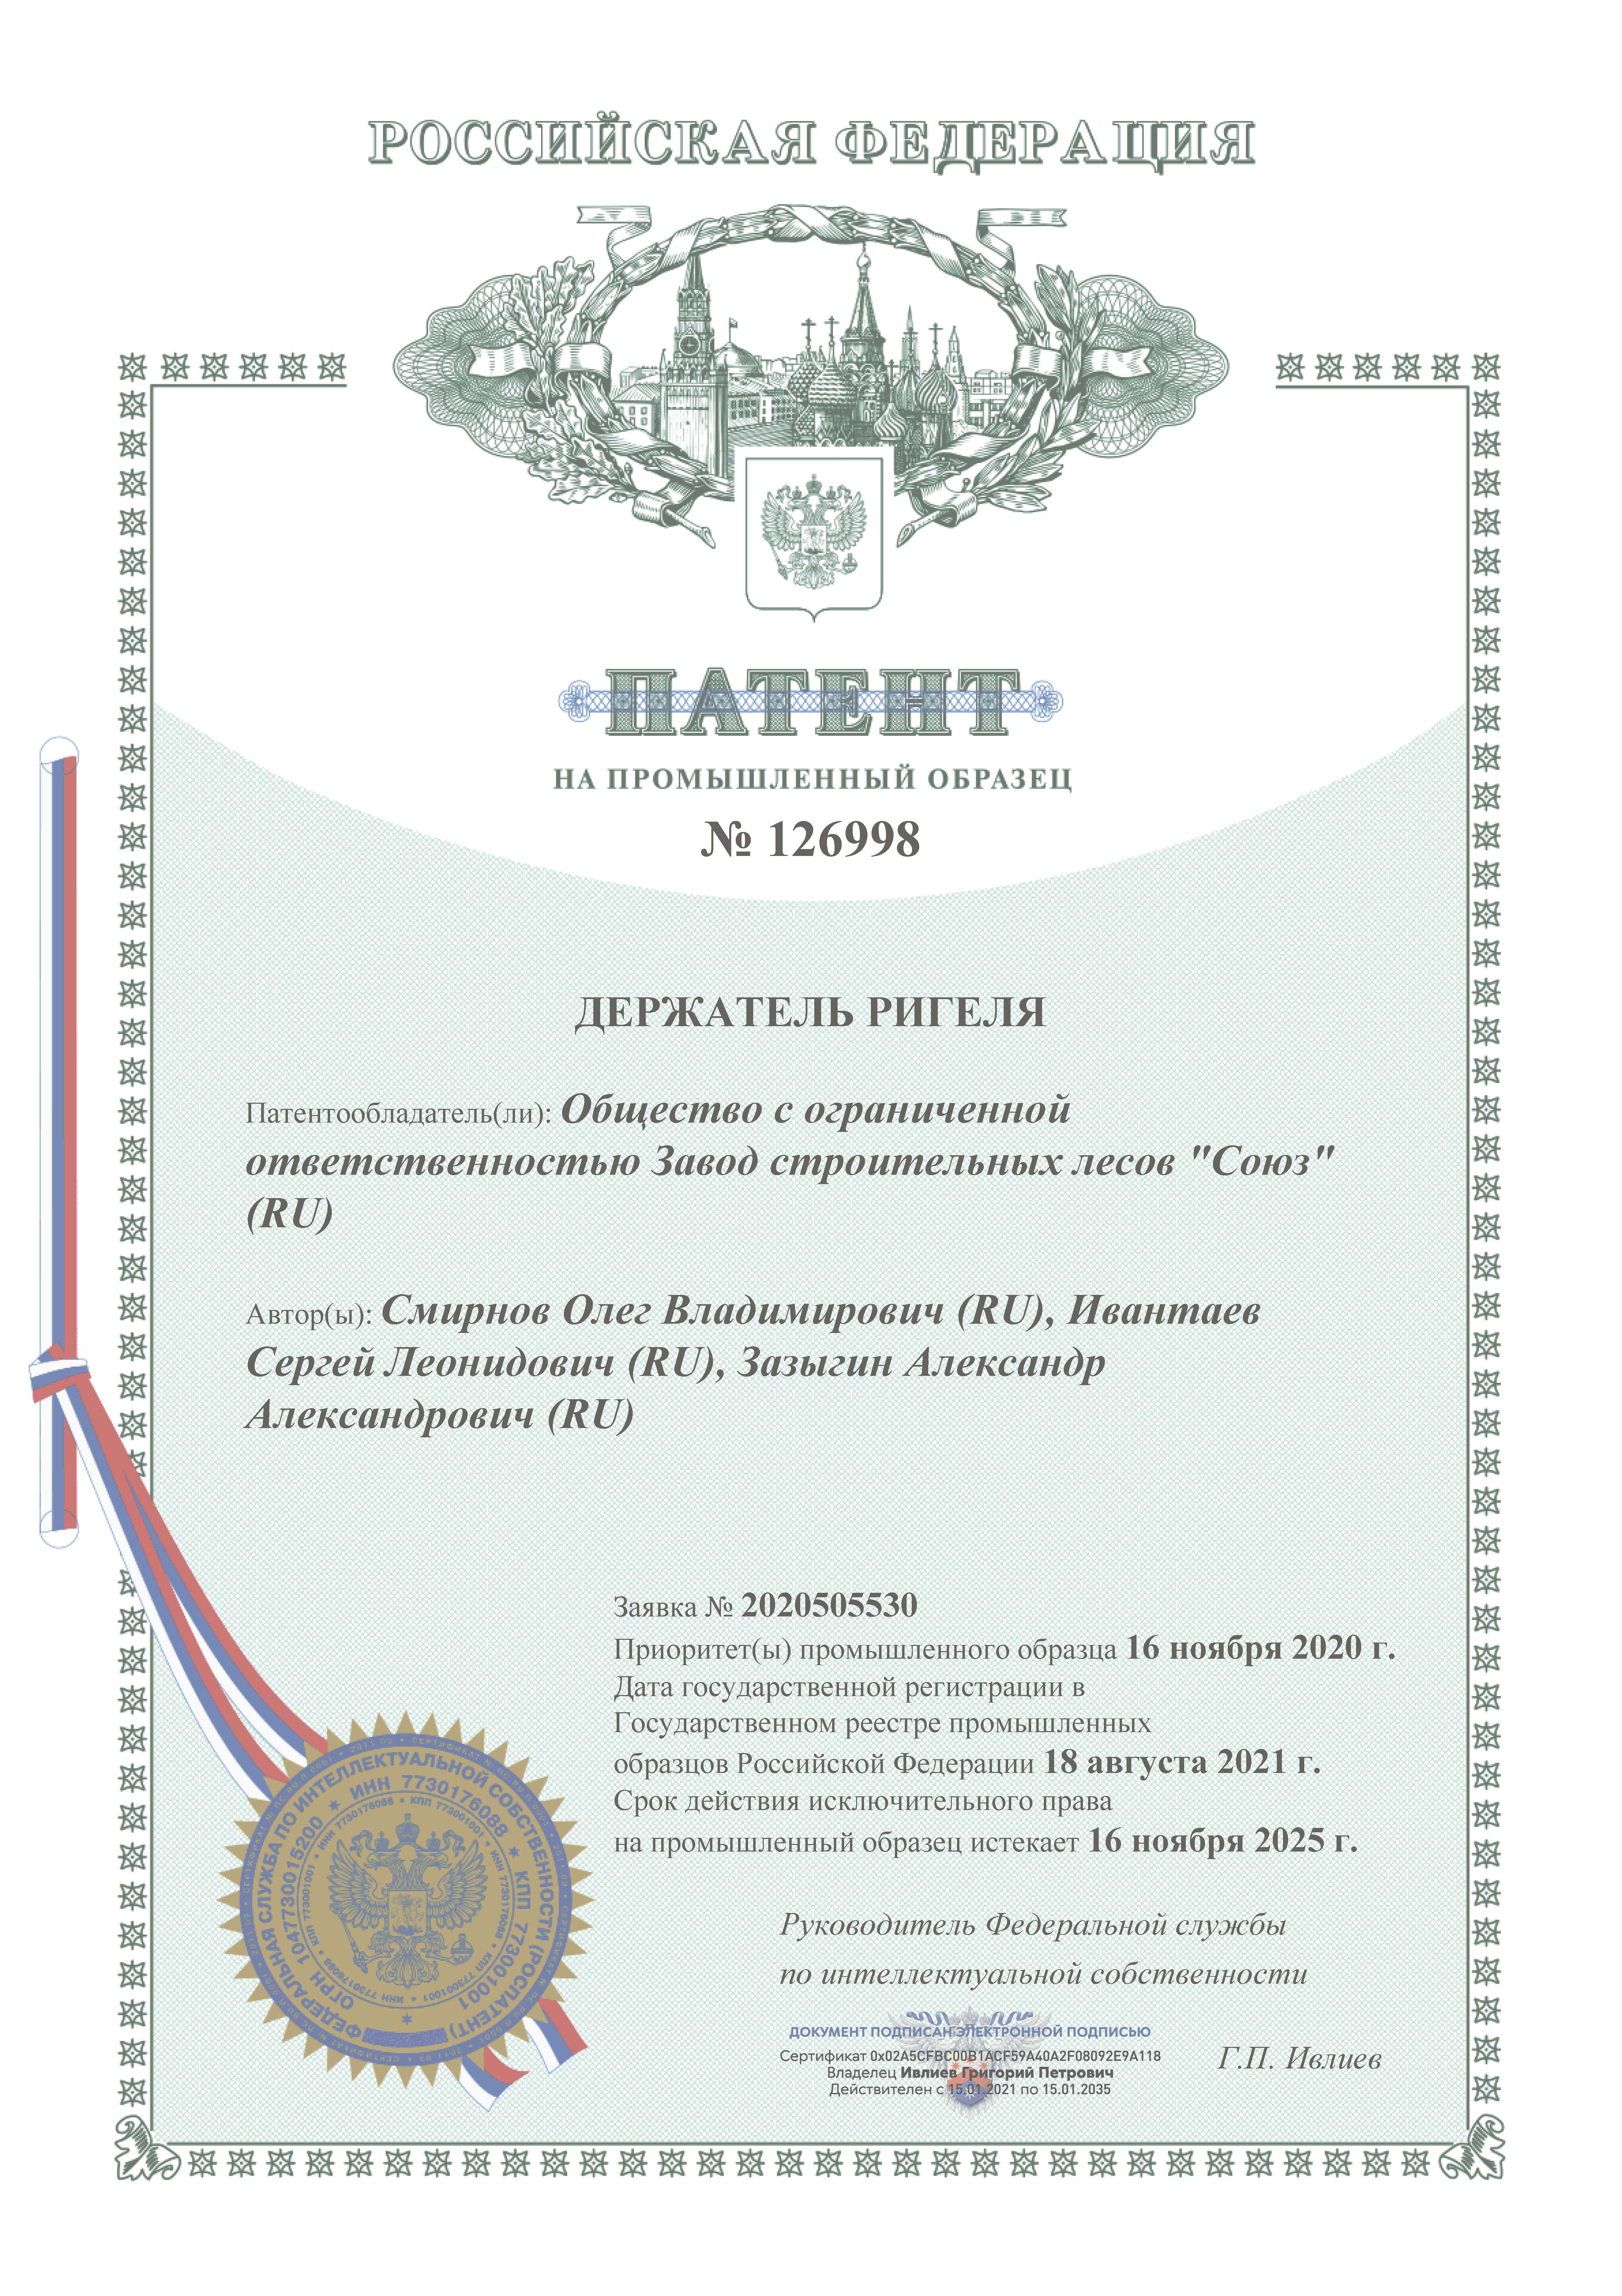 РОССИЙСКАЯ ФЕДЕРАЦИЯ
ПАТЕНТ
НА ПРОМЫШЛЕННЫЙ ОБРАЗЕЦ
№ 126998
ДЕРЖАТЕЛЬ РИГЕЛЯ
Патентообладатель(ли): Общество с ограниченной
ответственностью Завод строительных лесов "Союз"
(RU)
Автор(ы): Смирнов Олег Владимирович (RU), Ивантаев
Сергей Леонидович (RU), Зазыгин Александр
Александрович (RU)
Заявка № 2020505530
Приоритет(ы) промышленного образца 16 ноября 2020 г.
Дата государственной регистрации в
Государственном реестре промышленных
образцов Российской Федерации 18 августа 2021 г.
Срок действия исключительного права
на промышленный образец истекает 16 ноября 2025 г.
Руководитель Федеральной службы
по интеллектуальной собственности
ДОКУМЕНТ ПОДПИСАН ЭЛЕКТРОННОЙ ПОДПИСЬЮ
Сертификат 0x02A5CFBC00B1ACF59A40A2F08092E9A118
Владелец Ивлиев Григорий Петрович
Действителен с 15.01.2021 по 15.01.2035
Г.П. Ивлиев
ФЕДЕРАЛЬНАЯ СЛУЖБА ПО ИНТЕЛЛЕКТУАЛЬНОЙ СОБСТВЕННОСТИ (РОСПАТЕНТ)
ОГРН 1047730015200 * ИНН 7730176088 * КПП 773001001